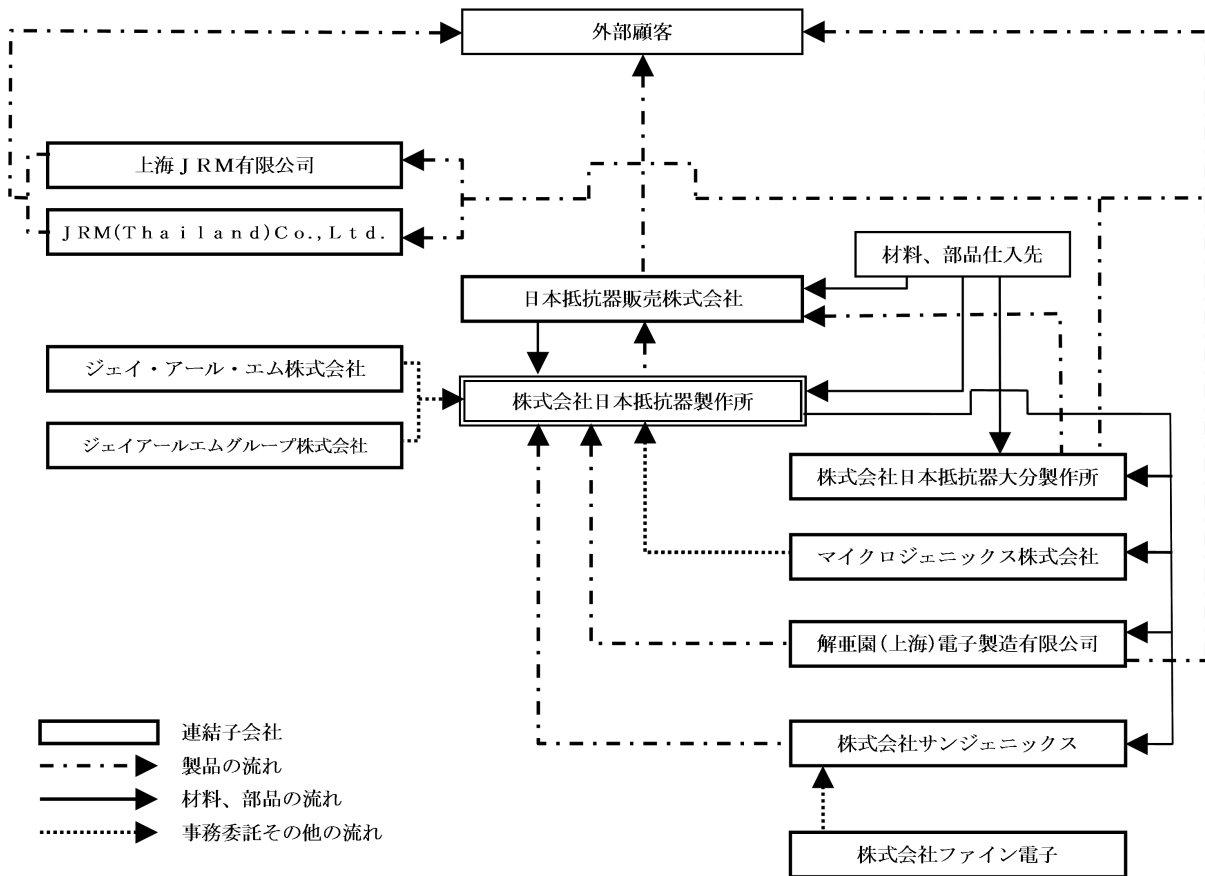 外部顧客
上海ＪＲＭ有限公司
ＪＲＭ(Ｔｈａｉｌａｎｄ)Ｃｏ.,Ｌｔｄ.
材料、部品仕入先
日本抵抗器販売株式会社
ジェイ・アール・エム株式会社
株式会社日本抵抗器製作所
ジェイアールエムグループ株式会社
株式会社日本抵抗器大分製作所
マイクロジェニックス株式会社
解亜園(上海)電子製造有限公司
株式会社サンジェニックス
株式会社ファイン電子
連結子会社
製品の流れ
材料、部品の流れ
事務委託その他の流れ